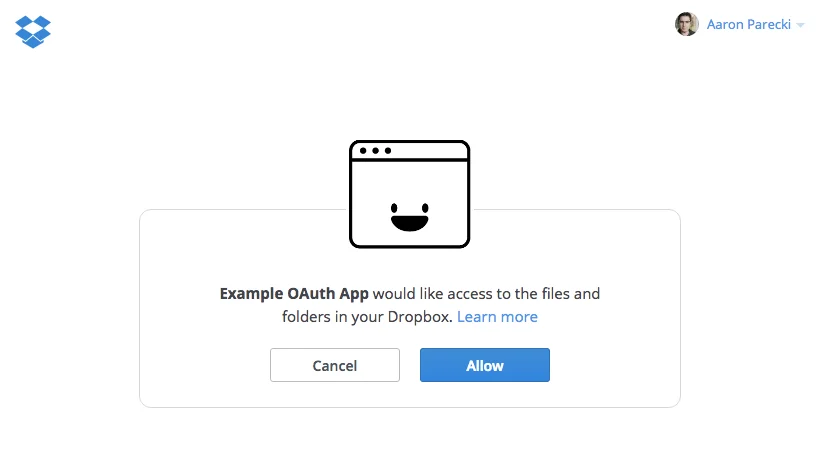 Aaron Parecki
Example OAuth App would like access to the files and
folders in your Dropbox. Learn more
Cancel
Allow